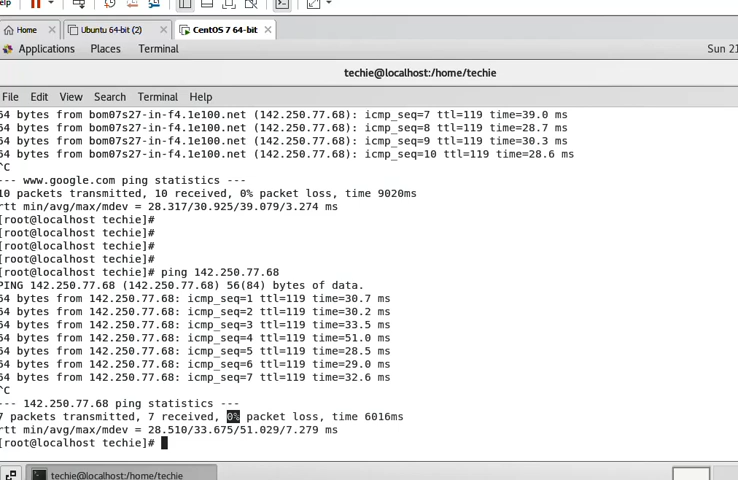 elp
Home
Ubuntu 64-bit (2)
CentOS 7 64-bit
Applications Places Terminal
Sun 21
techie@localhost:/home/techie
File Edit View Search Terminal Help
64 bytes from bom07s27-in-f4.1e100.net (142.250.77.68): icmp_seq=7 ttl=119 time=39.0 ms
64 bytes from bom07s27-in-f4.1e100.net (142.250.77.68): icmp_seq=8 ttl=119 time=28.7 ms
64 bytes from bom07s27-in-f4.1e100.net (142.250.77.68): icmp_seq=9 ttl=119 time=30.3 ms
64 bytes from bom07s27-in-f4.1e100.net (142.250.77.68): icmp_seq=10 ttl=119 time=28.6 ms
^C
--- www.google.com ping statistics ---
10 packets transmitted, 10 received, 0% packet loss, time 9020ms
rtt min/avg/max/mdev = 28.317/30.925/39.079/3.274 ms
[root@localhost techie]#
[root@localhost techie]#
[root@localhost techie]#
[root@localhost techie]#
[root@localhost techie]# ping 142.250.77.68
PING 142.250.77.68 (142.250.77.68) 56(84) bytes of data.
64 bytes from 142.250.77.68: icmp_seq=1 ttl=119 time=30.7 ms
64 bytes from 142.250.77.68: icmp_seq=2 ttl=119 time=30.2 ms
64 bytes from 142.250.77.68: icmp_seq=3 ttl=119 time=33.5 ms
64 bytes from 142.250.77.68: icmp_seq=4 ttl=119 time=51.0 ms
64 bytes from 142.250.77.68: icmp_seq=5 ttl=119 time=28.5 ms
64 bytes from 142.250.77.68: icmp_seq=6 ttl=119 time=29.0 ms
64 bytes from 142.250.77.68: icmp_seq=7 ttl=119 time=32.6 ms
^C
--- 142.250.77.68 ping statistics ---
7 packets transmitted, 7 received, 0% packet loss, time 6016ms
rtt min/avg/max/mdev = 28.510/33.675/51.029/7.279 ms
[root@localhost techie]#
techie@localhost:/home/techie